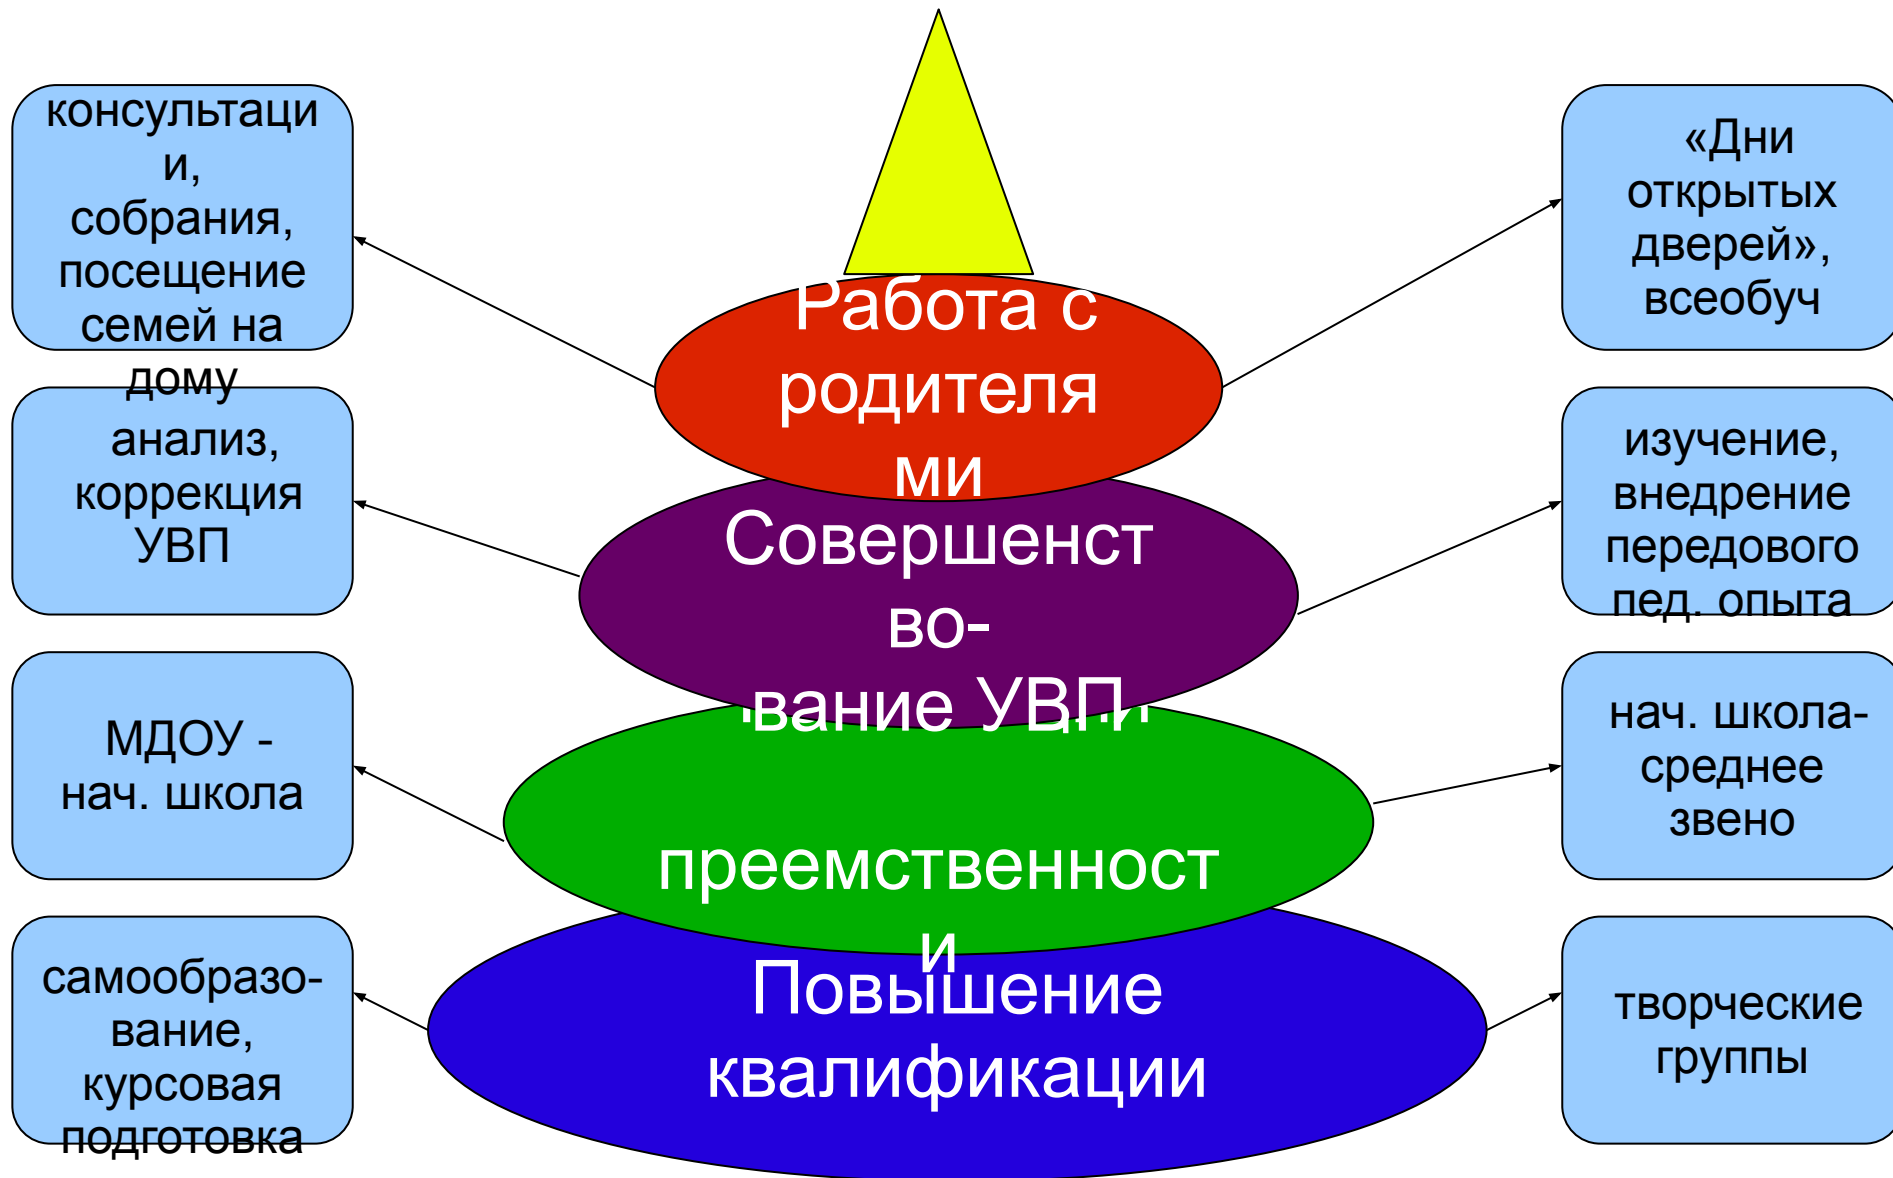 консультаци
и,
собрания,
посещение
семей на
дому
«Дни
открытых
дверей»,
всеобуч
Работа с
родителя
ми
анализ,
коррекция
УВП
изучение,
внедрение
передового
пед. опыта
Совершенст
во-
вание УВП
МДОУ -
нач. школа
нач. школа-
среднее
звено
преемственност
и
самообразо-
вание,
курсовая
подготовка
творческие
группы
Повышение
квалификации